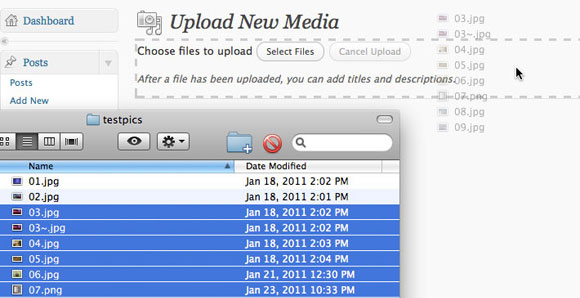 Dashboard
Posts
Posts
Add New
Upload New Media
Choose files to upload Select Files Cancel Upload
After a file has been uploaded, you can add titles and descriptions.
03.jpg
03~.jpg
04.jpg
05.jpg
06.jpg
07.png
08.jpg
09.jpg
testpics
Name Date Modified
01.jpg Jan 18, 2011 2:02 PM
02.jpg Jan 18, 2011 2:01 PM
03.jpg Jan 18, 2011 2:02 PM
03~.jpg Jan 18, 2011 2:02 PM
04.jpg Jan 18, 2011 2:03 PM
05.jpg Jan 18, 2011 2:04 PM
06.jpg Jan 21, 2011 12:30 PM
07.png Jan 23, 2011 10:33 PM